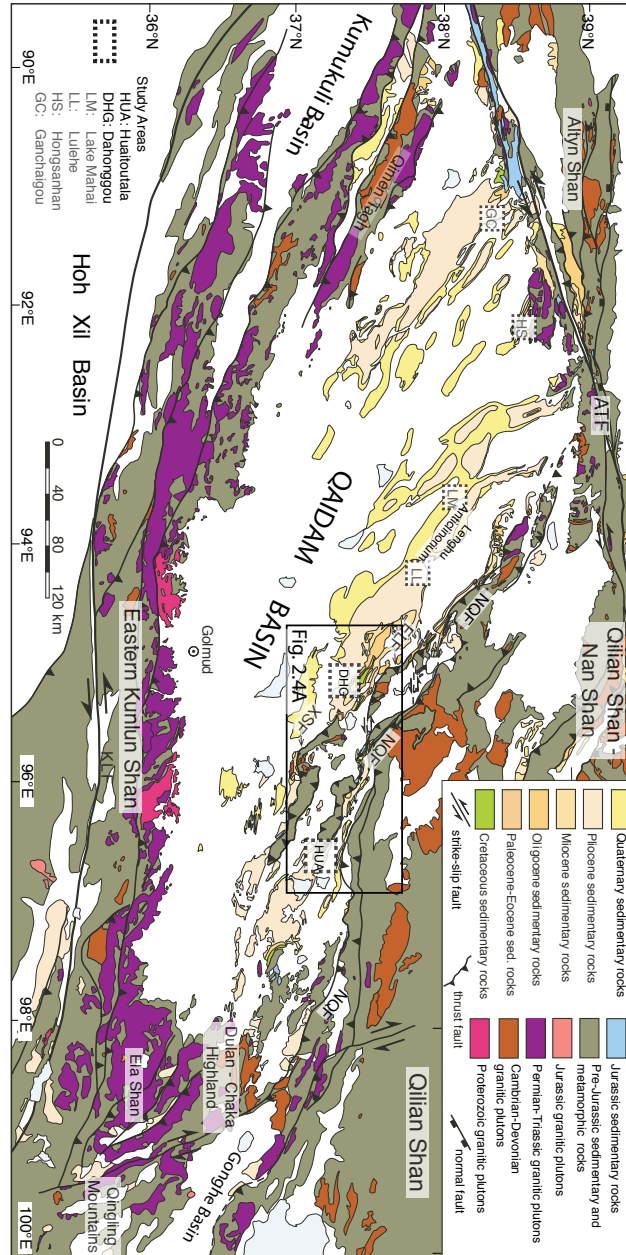 36°N
37°N
38°N
39°N
90°E
92°E
94°E
96°E
98°E
100°E
Study Areas
HUA: Huaitoutala
DHG: Dahonggou
LM: Lake Mahai
LL: Lulehe
HS: Hongsanhan
GC: Ganchaigou
Kumukuli Basin
Qimen Tagh
Altyn Shan
GC
HS
ATF
Hoh Xil Basin
0 40 80 120 km
QAIDAM
BASIN
LM
Lenghu
Anticlinorium
LL
NQF
Qilian Shan -
Nan Shan
Eastern Kunlun Shan
Golmud
Fig. 2.4A
DHG
XSF
NQF
HUA
KLF
NQF
Dulan - Chaka
Highland
Ela Shan
Gonghe Basin
Qilian Shan
Qingling
Mountains
Quaternary sedimentary rocks
Pliocene sedimentary rocks
Miocene sedimentary rocks
Oligocene sedimentary rocks
Paleocene-Eocene sed. rocks
Cretaceous sedimentary rocks
strike-slip fault
thrust fault
normal fault
Jurassic sedimentary rocks
Pre-Jurassic sedimentary and
metamorphic rocks
Jurassic granitic plutons
Permian-Triassic granitic plutons
Cambrian-Devonian
granitic plutons
Proterozoic granitic plutons